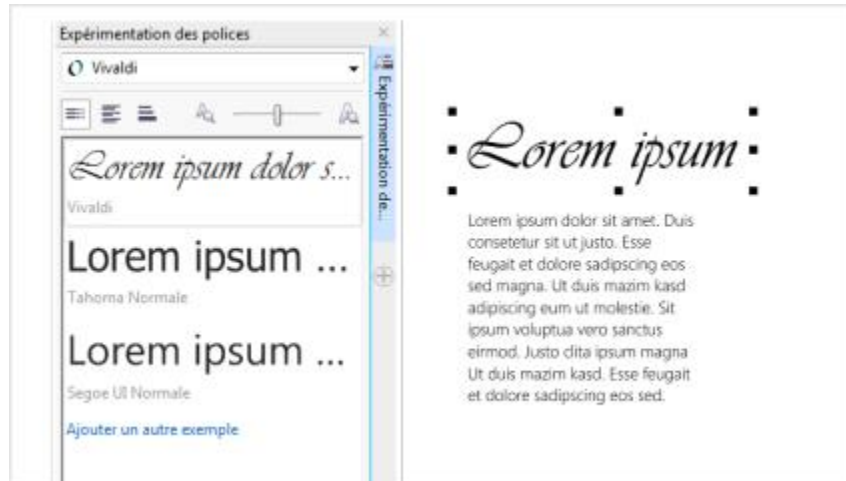 Expérimentation des polices
Vivaldi
Lorem ipsum dolor s...
Vivaldi
Lorem ipsum ...
Tahoma Normale
Lorem ipsum ...
Segoe UI Normale
Ajouter un autre exemple
Expérimentation de...
Lorem ipsum
Lorem ipsum dolor sit amet. Duis
consetetur sit ut justo. Esse
feugait et dolore sadipscing eos
sed magna. Ut duis mazim kasd
adipiscing eum ut molestie. Sit
ipsum voluptua vero sanctus
eirmod. Justo clita ipsum magna
Ut duis mazim kasd. Esse feugait
et dolore sadipscing eos sed.